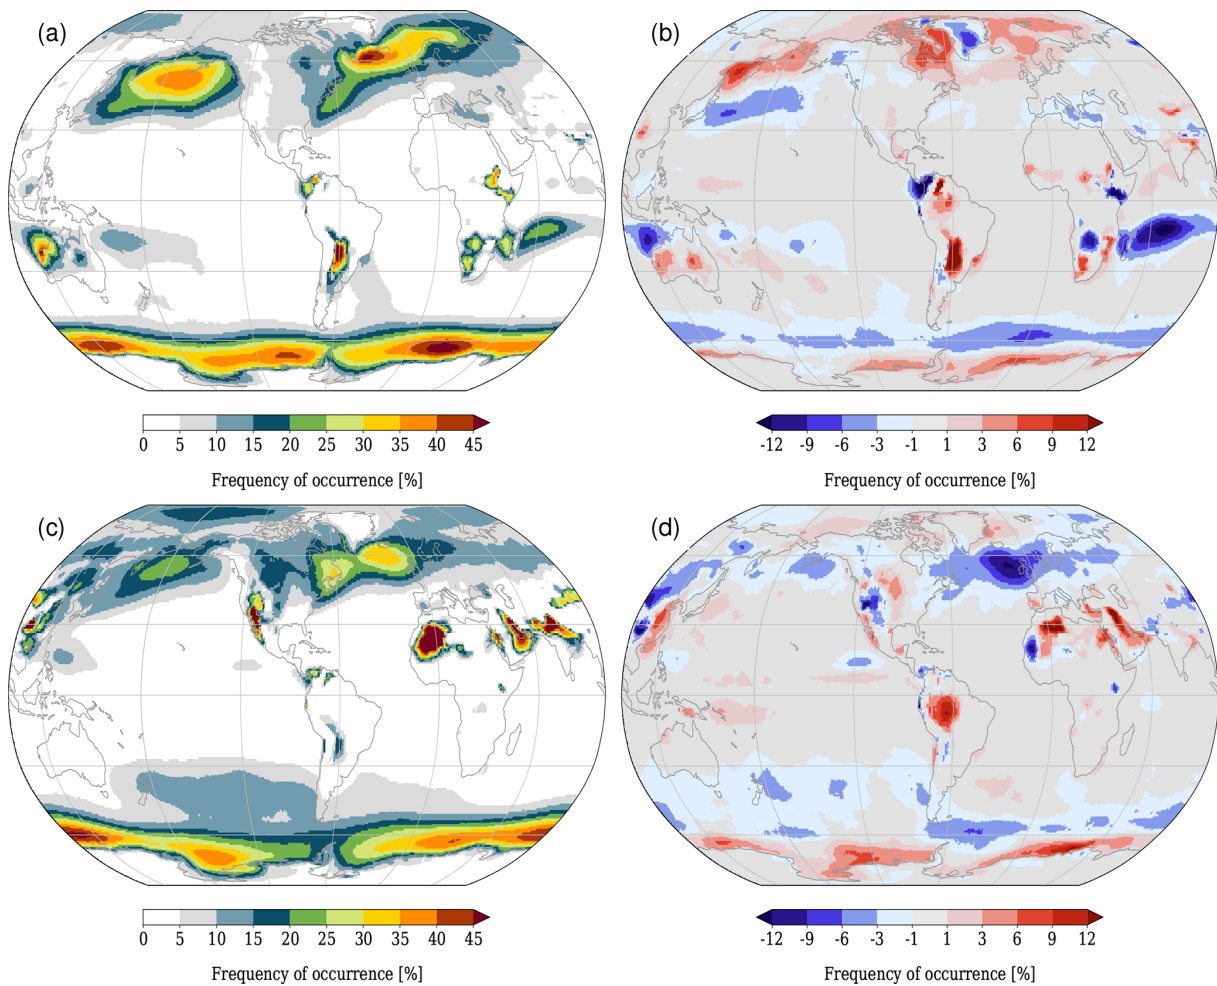 (a)
(b)
0 5 10 15 20 25 30 35 40 45
Frequency of occurrence [%]
-12 -9 -6 -3 -1 1 3 6 9 12
Frequency of occurrence [%]
(c)
(d)
0 5 10 15 20 25 30 35 40 45
Frequency of occurrence [%]
-12 -9 -6 -3 -1 1 3 6 9 12
Frequency of occurrence [%]